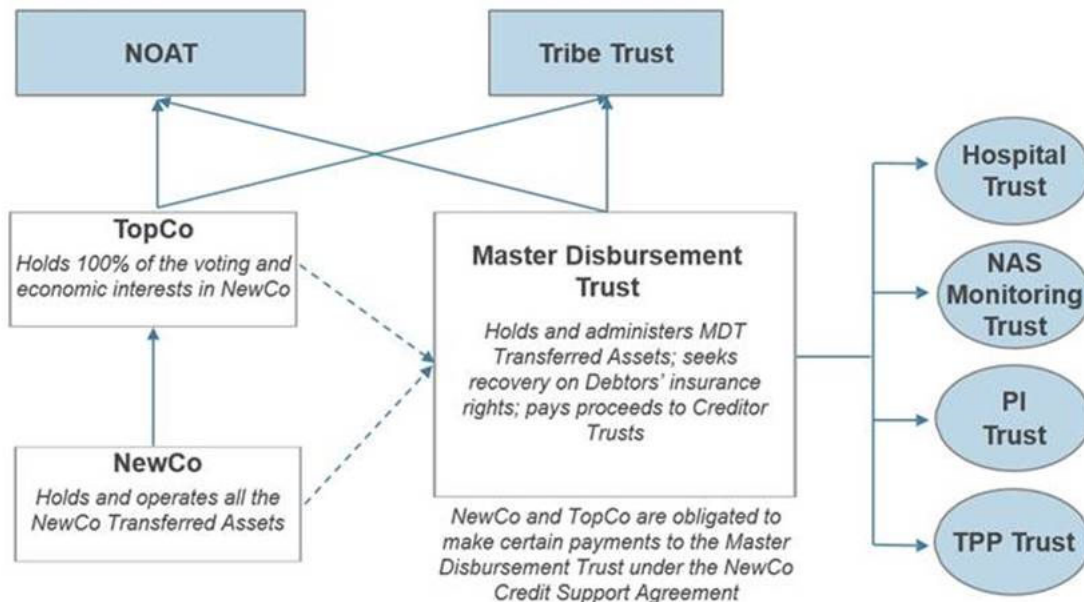 NOAT
Tribe Trust
TopCo
Holds 100% of the voting and
economic interests in NewCo
NewCo
Holds and operates all the
NewCo Transferred Assets
Master Disbursement
Trust
Holds and administers MDT
Transferred Assets; seeks
recovery on Debtors’ insurance
rights; pays proceeds to Creditor
Trusts
NewCo and TopCo are obligated to
make certain payments to the Master
Disbursement Trust under the NewCo
Credit Support Agreement
Hospital
Trust
NAS
Monitoring
Trust
PI
Trust
TPP Trust